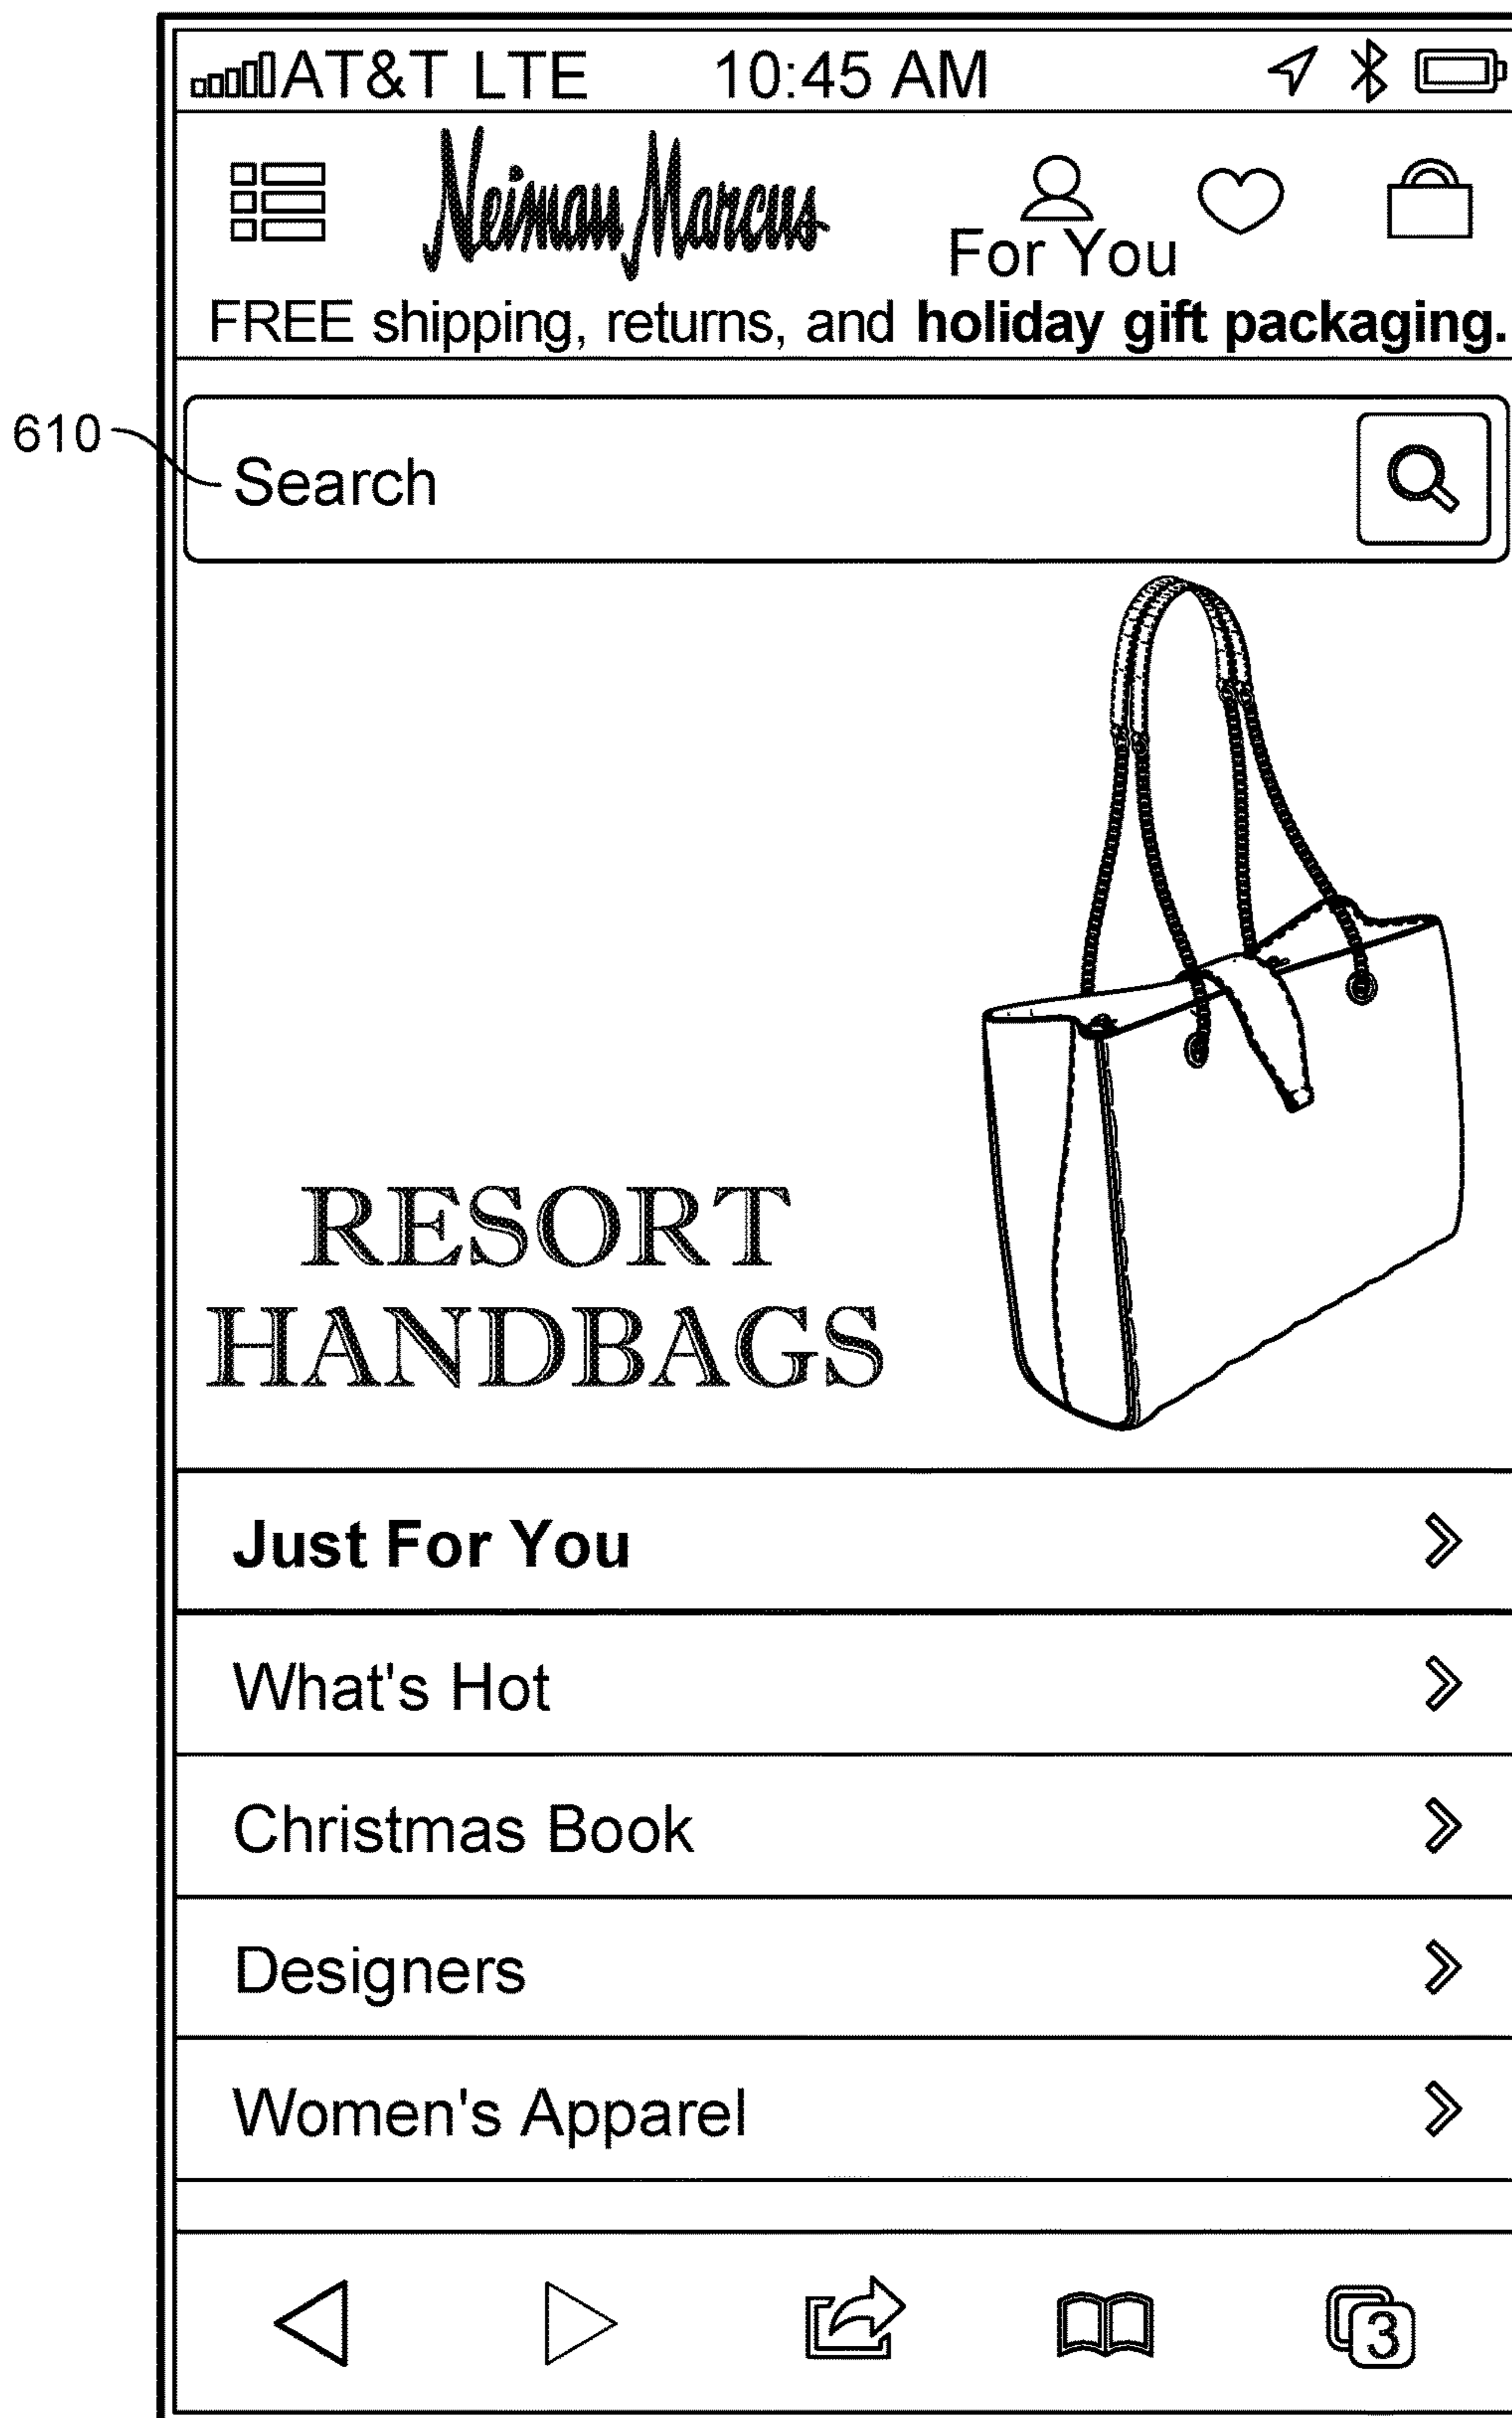 AT&T LTE 10:45 AM
Neiman Marcus
For You
FREE shipping, returns, and holiday gift packaging.
610
Search
RESORT
HANDBAGS
Just For You
What's Hot
Christmas Book
Designers
Women's Apparel
3